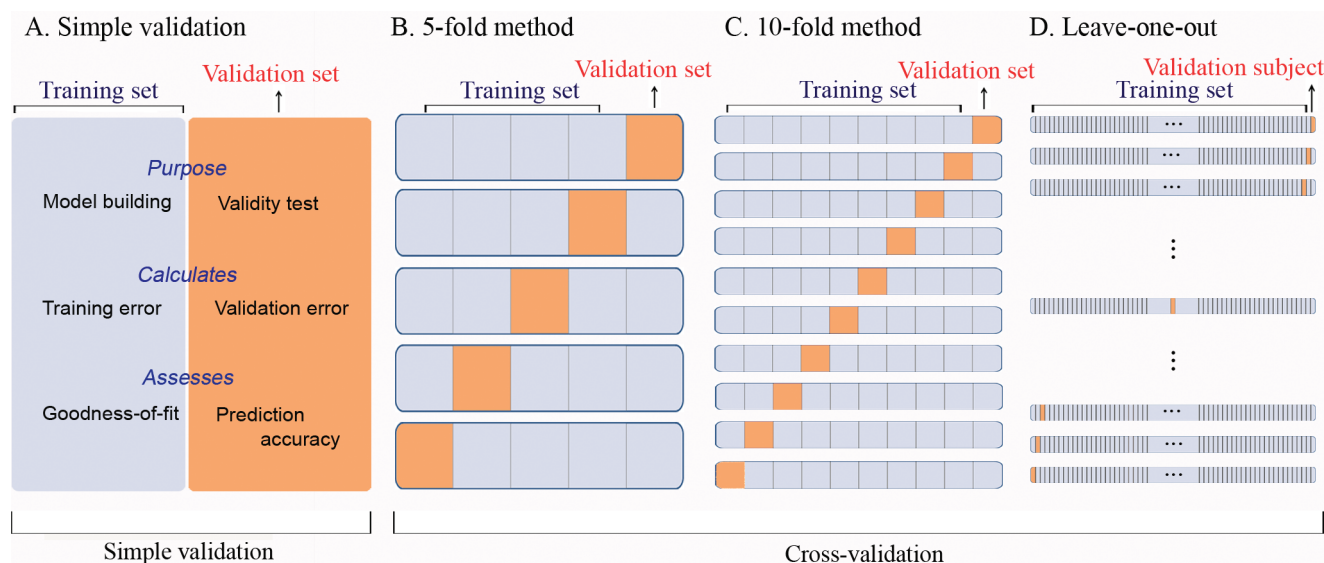 A. Simple validation
Training set
Validation set
Purpose
Model building
Validity test
Calculates
Training error
Validation error
Assesses
Goodness-of-fit
Prediction
accuracy
Simple validation
B. 5-fold method
Validation set
Training set
C. 10-fold method
Validation set
Training set
D. Leave-one-out
Validation subject
Training set
Cross-validation